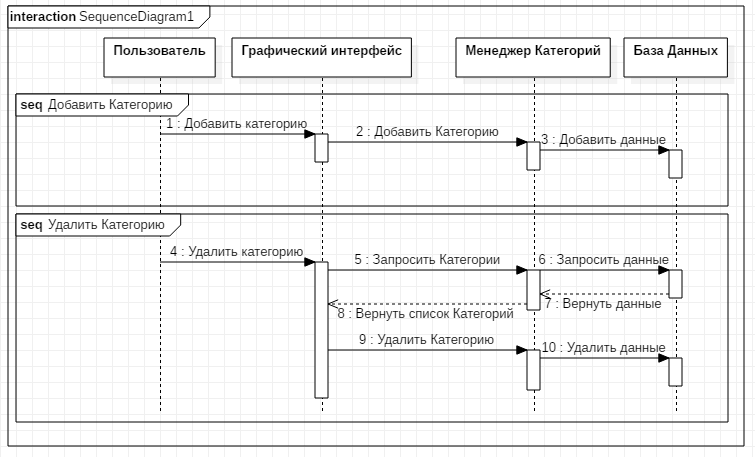 interaction SequenceDiagram1
Пользователь
Графический интерфейс
Менеджер Категорий
База Данных
seq Добавить Категорию
1 : Добавить категорию
2 : Добавить Категорию
3 : Добавить данные
seq Удалить Категорию
4 : Удалить категорию
5 : Запросить Категории
6 : Запросить данные
7 : Вернуть данные
8 : Вернуть список Категорий
9 : Удалить Категорию
10 : Удалить данные